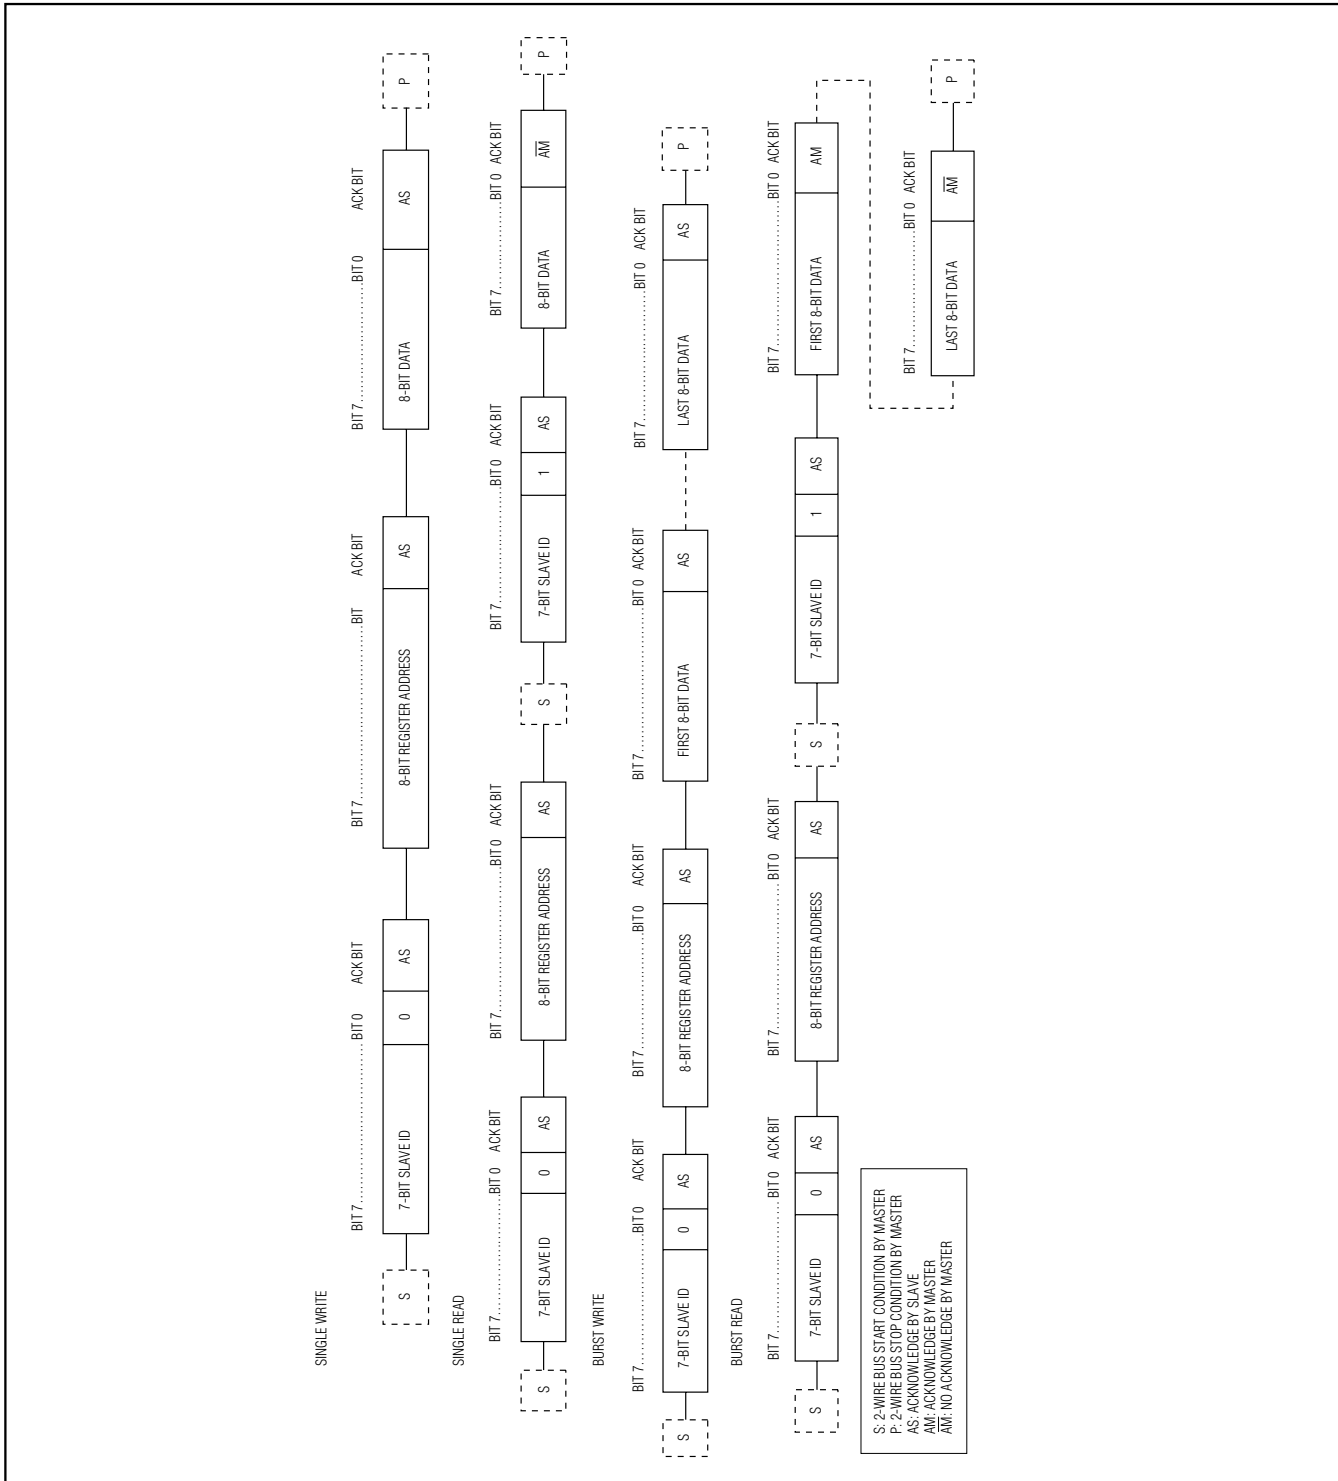 SINGLE WRITE
BIT 7..................BIT 0 ACK BIT BIT 7..................BIT ACK BIT BIT 7..................BIT 0 ACK BIT
S 7-BIT SLAVE ID 0 AS 8-BIT REGISTER ADDRESS AS 8-BIT DATA AS P
SINGLE READ
BIT 7..................BIT 0 ACK BIT BIT 7..................BIT 0 ACK BIT BIT 7..................BIT 0 ACK BIT BIT 7..................BIT 0 ACK BIT
S 7-BIT SLAVE ID 0 AS 8-BIT REGISTER ADDRESS AS S 7-BIT SLAVE ID 1 AS 8-BIT DATA A̅M̅ P
BURST WRITE
BIT 7..................BIT 0 ACK BIT BIT 7..................BIT 0 ACK BIT BIT 7..................BIT 0 ACK BIT BIT 7..................BIT 0 ACK BIT
S 7-BIT SLAVE ID 0 AS 8-BIT REGISTER ADDRESS AS FIRST 8-BIT DATA AS LAST 8-BIT DATA AS P
BURST READ
BIT 7..................BIT 0 ACK BIT BIT 7..................BIT 0 ACK BIT BIT 7..................BIT 0 ACK BIT
S 7-BIT SLAVE ID 0 AS 8-BIT REGISTER ADDRESS AS S 7-BIT SLAVE ID 1 AS FIRST 8-BIT DATA AM
BIT 7..................BIT 0 ACK BIT
LAST 8-BIT DATA A̅M̅ P
S: 2-WIRE BUS START CONDITION BY MASTER
P: 2-WIRE BUS STOP CONDITION BY MASTER
AS: ACKNOWLEDGE BY SLAVE
AM: ACKNOWLEDGE BY MASTER
A̅M̅: NO ACKNOWLEDGE BY MASTER